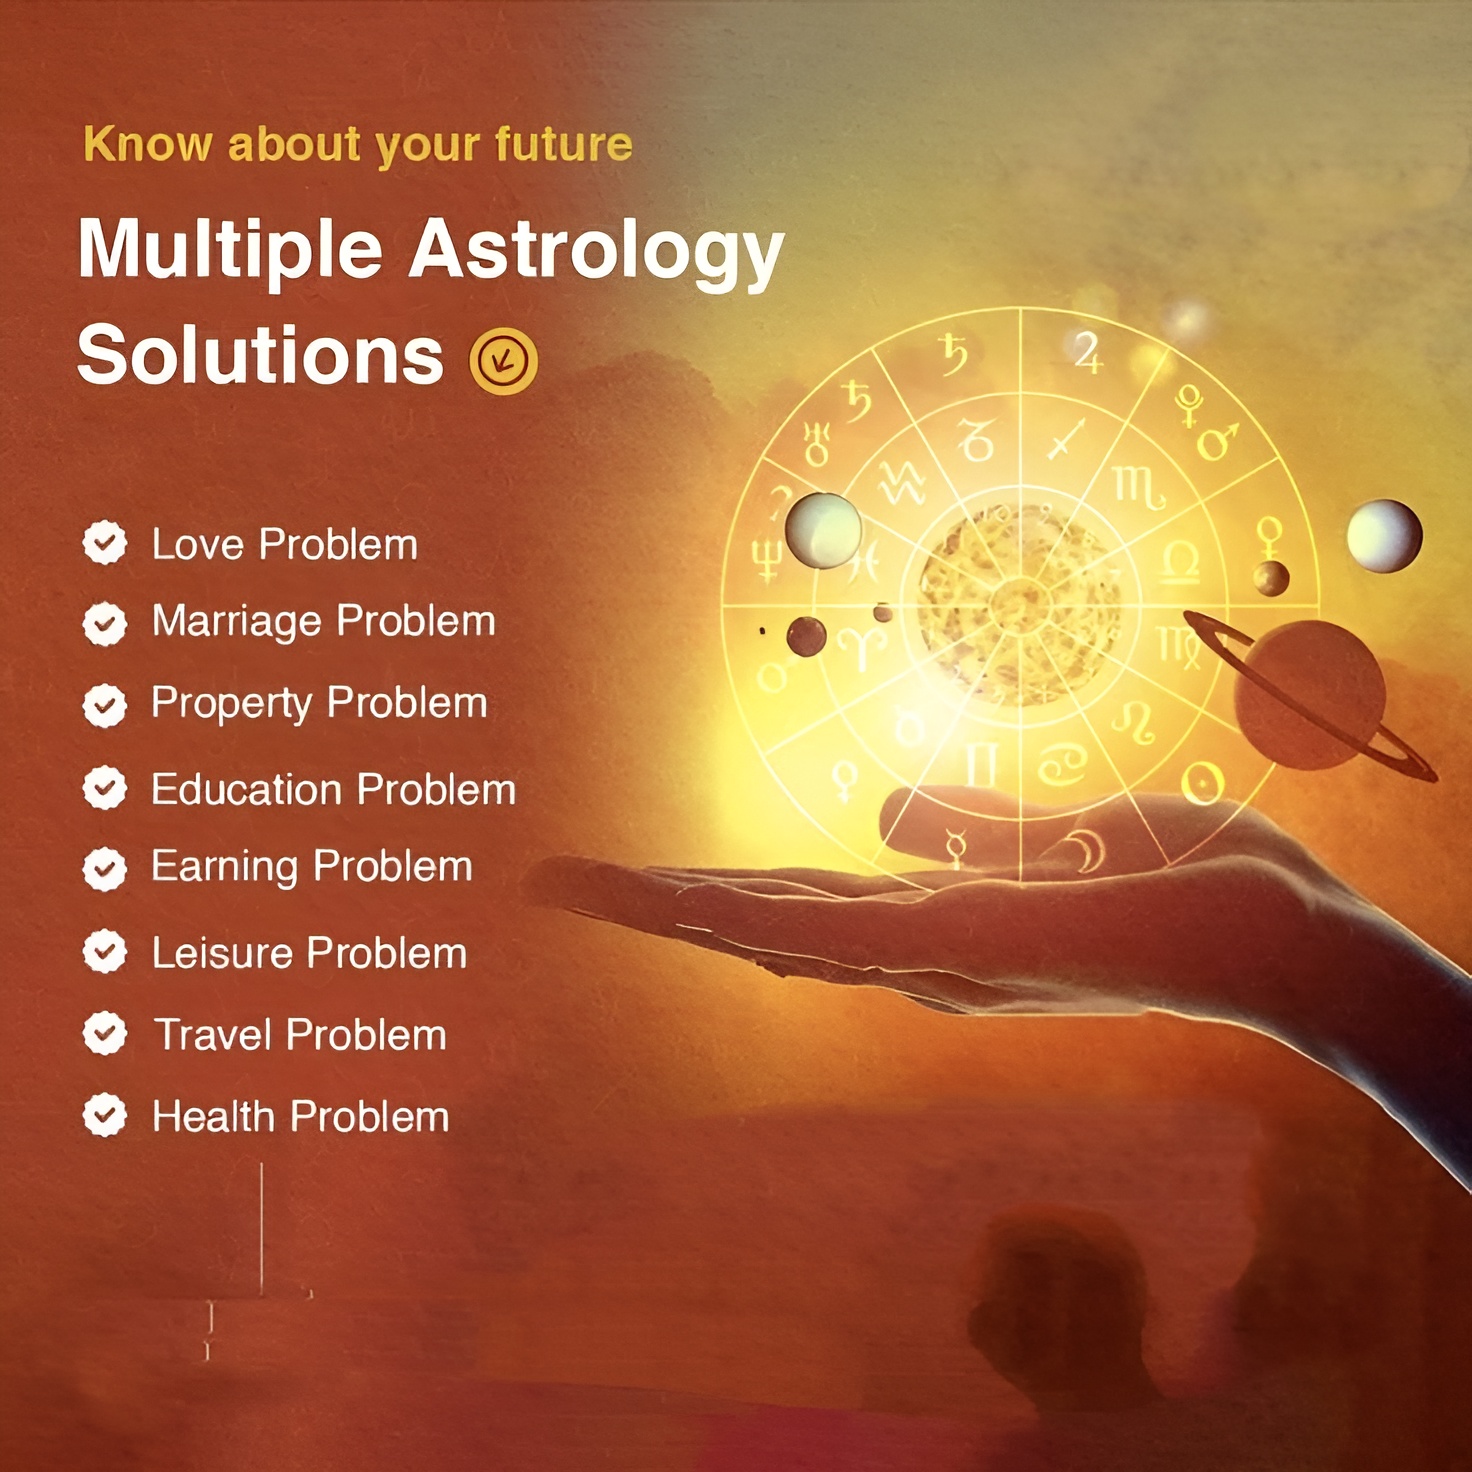 Know about your future
Multiple Astrology
Solutions
Love Problem
Marriage Problem
Property Problem
Education Problem
Earning Problem
Leisure Problem
Travel Problem
Health Problem